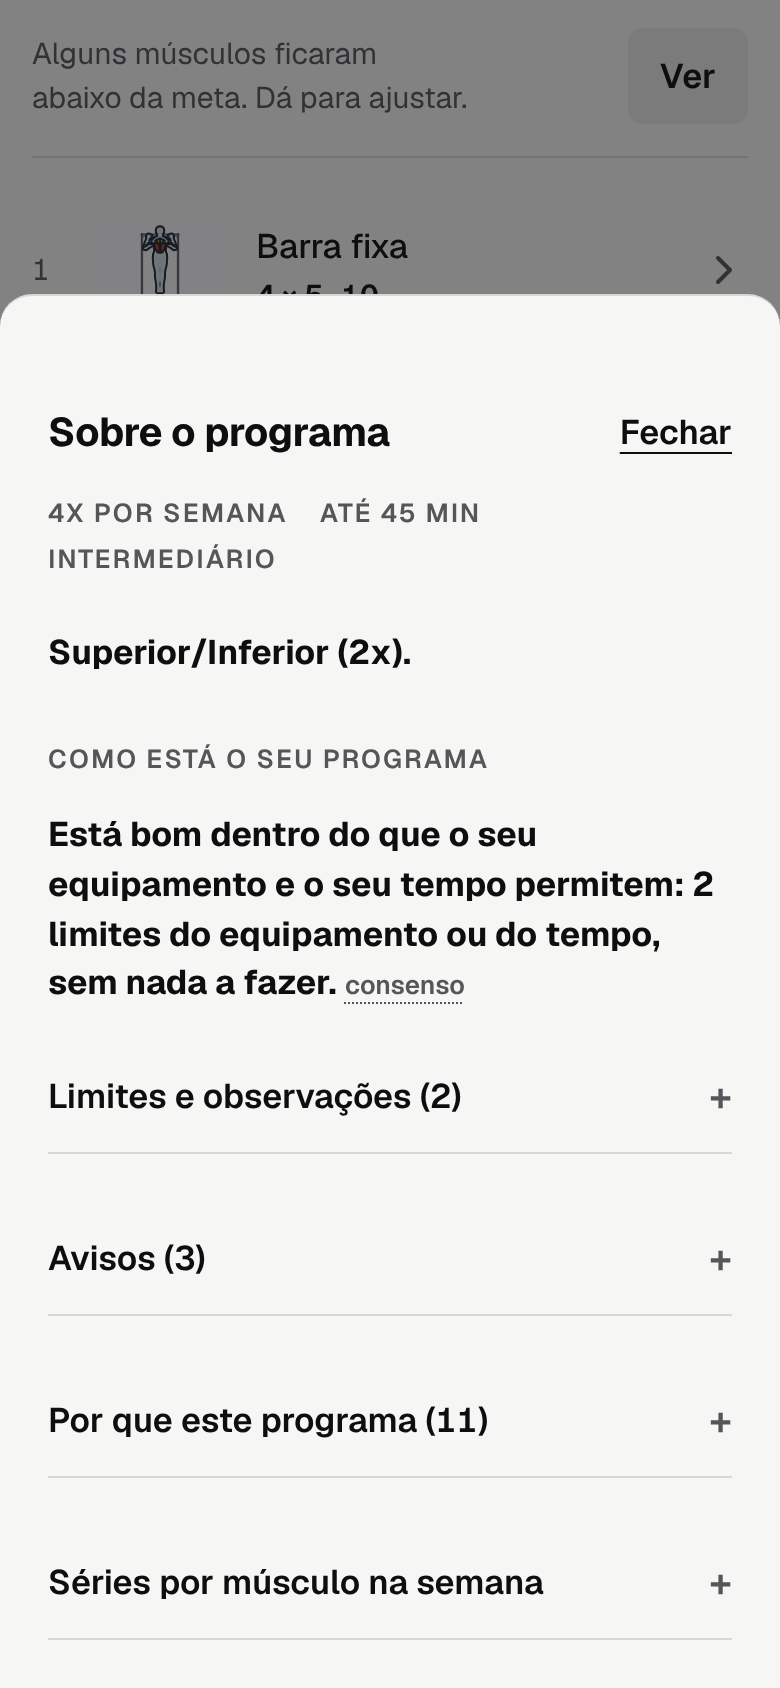 Alguns músculos ficaram
abaixo da meta. Dá para ajustar.
Ver
1
Barra fixa
4 × 5–10
Sobre o programa
Fechar
4X POR SEMANA ATÉ 45 MIN
INTERMEDIÁRIO
Superior/Inferior (2x).
COMO ESTÁ O SEU PROGRAMA
Está bom dentro do que o seu
equipamento e o seu tempo permitem: 2
limites do equipamento ou do tempo,
sem nada a fazer. consenso
Limites e observações (2)
+
Avisos (3)
+
Por que este programa (11)
+
Séries por músculo na semana
+